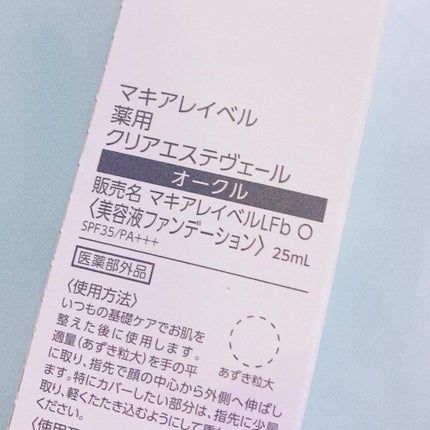 マキアレイベル
薬用
クリアエステヴェール
オークル
販売名 マキアレイベルLFb O
〈美容液ファンデーション〉 25mL
SPF35/PA+++
医薬部外品
〈使用方法〉
いつもの基礎ケアでお肌を
整えた後に使用します。
適量(あずき粒大)を手の平
に取り、指先で顔の中心から外側へ伸ばし
ます。特にカバーしたい部分は、指先に少量
取り、軽くたたき込むようにして重
ください。
あずき粒大